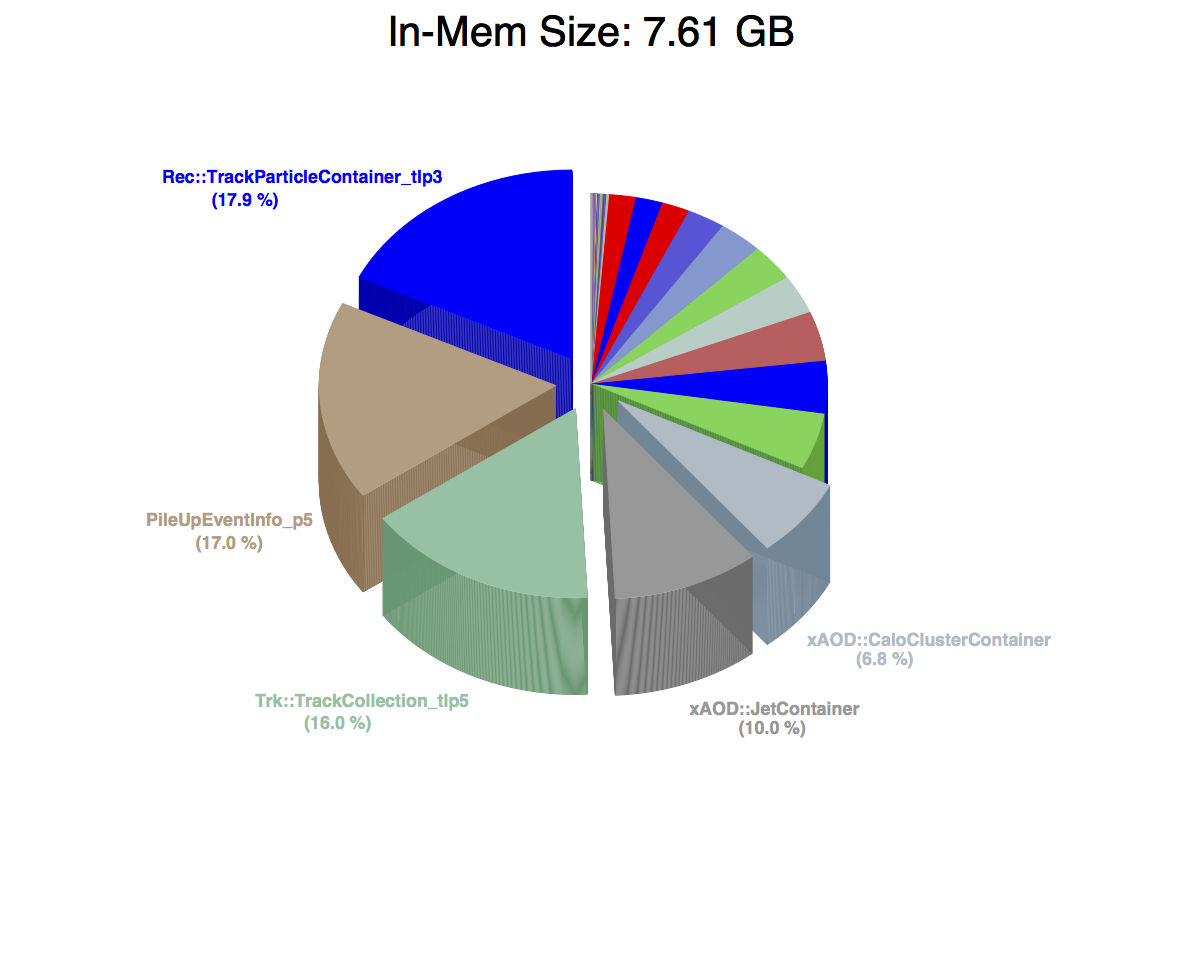 In-Mem Size: 7.61 GB
Rec::TrackParticleContainer_tlp3
(17.9 %)
PileUpEventInfo_p5
(17.0 %)
xAOD::CaloClusterContainer
(6.8 %)
Trk::TrackCollection_tlp5
(16.0 %)
xAOD::JetContainer
(10.0 %)